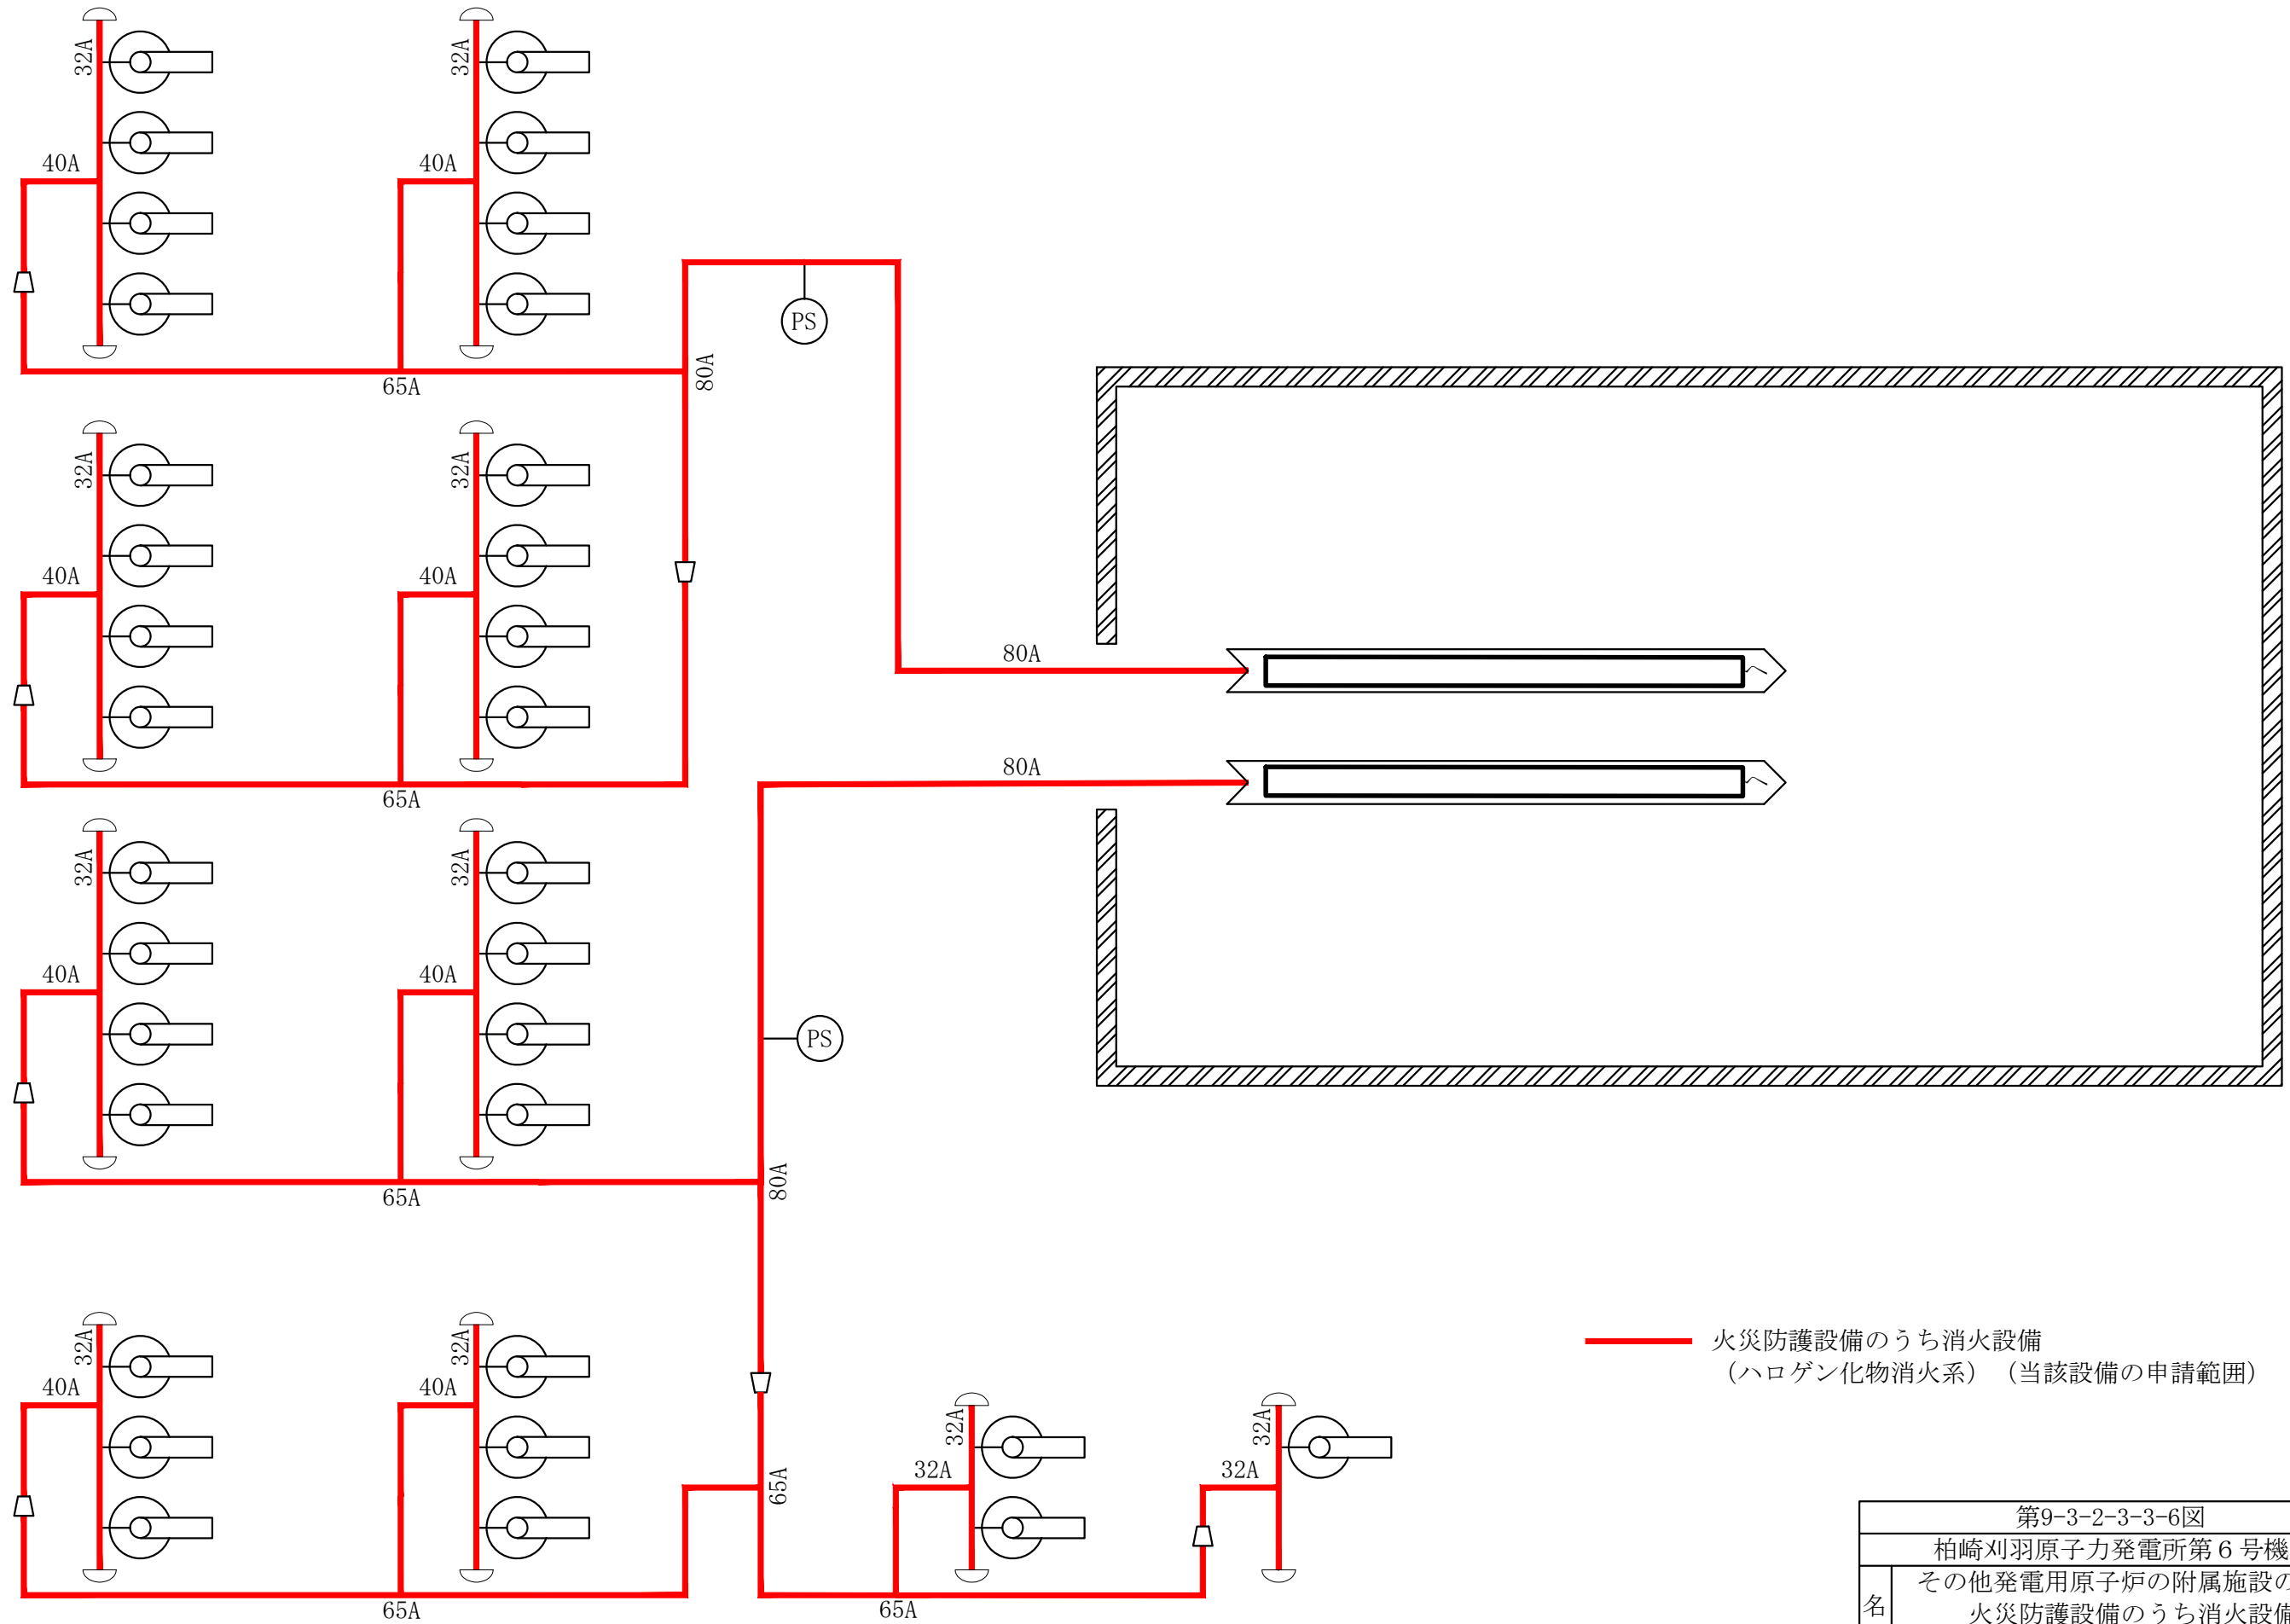 32A
32A
40A
40A
PS
65A
80A
32A
32A
40A
40A
80A
80A
65A
32A
32A
40A
40A
PS
65A
80A
32A
32A
40A
40A
65A
32A
32A
32A
32A
65A
65A
火災防護設備のうち消火設備
（ハロゲン化物消火系）（当該設備の申請範囲）
第9-3-2-3-3-6図
柏崎刈羽原子力発電所第６号機
その他発電用原子炉の附属施設の
名
火災防護設備のうち消火設備